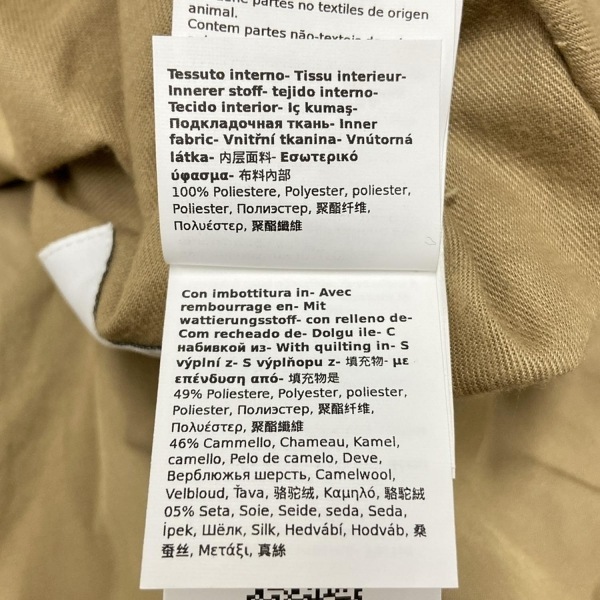 partes no textiles de origen
animal.
Contem partes não-texteis de
Tessuto interno- Tissu interieur-
Innerer stoff- tejido interno-
Tecido interior- Iç kumaş-
Подкладочная ткань- Inner
fabric- Vnitřní tkanina- Vnútorná
látka- 内层面料- Εσωτερικό
ύφασμα- 布料內部
100% Poliestere, Polyester, poliester,
Poliester, Полиэстер, 聚酯纤维,
Πολυέστερ, 聚酯纖維
Con imbottitura in- Avec
rembourrage en- Mit
wattierungsstoff- con relleno de-
Com recheado de- Dolgu ile- С
набивкой из- With quilting in- S
výplní z- S výplňopu z- 填充物- με
επένδυση από- 填充物是
49% Poliestere, Polyester, poliester,
Poliester, Полиэстер, 聚酯纤维,
Πολυέστερ, 聚酯纖維
46% Cammello, Chameau, Kamel,
camello, Pelo de camelo, Deve,
Верблюжья шерсть, Camelwool,
Velbloud, Ťava, 骆驼绒, Καμηλό, 駱駝絨
05% Seta, Soie, Seide, seda, Seda,
İpek, Шёлк, Silk, Hedvábí, Hodváb, 桑
蚕丝, Μετάξι, 真絲